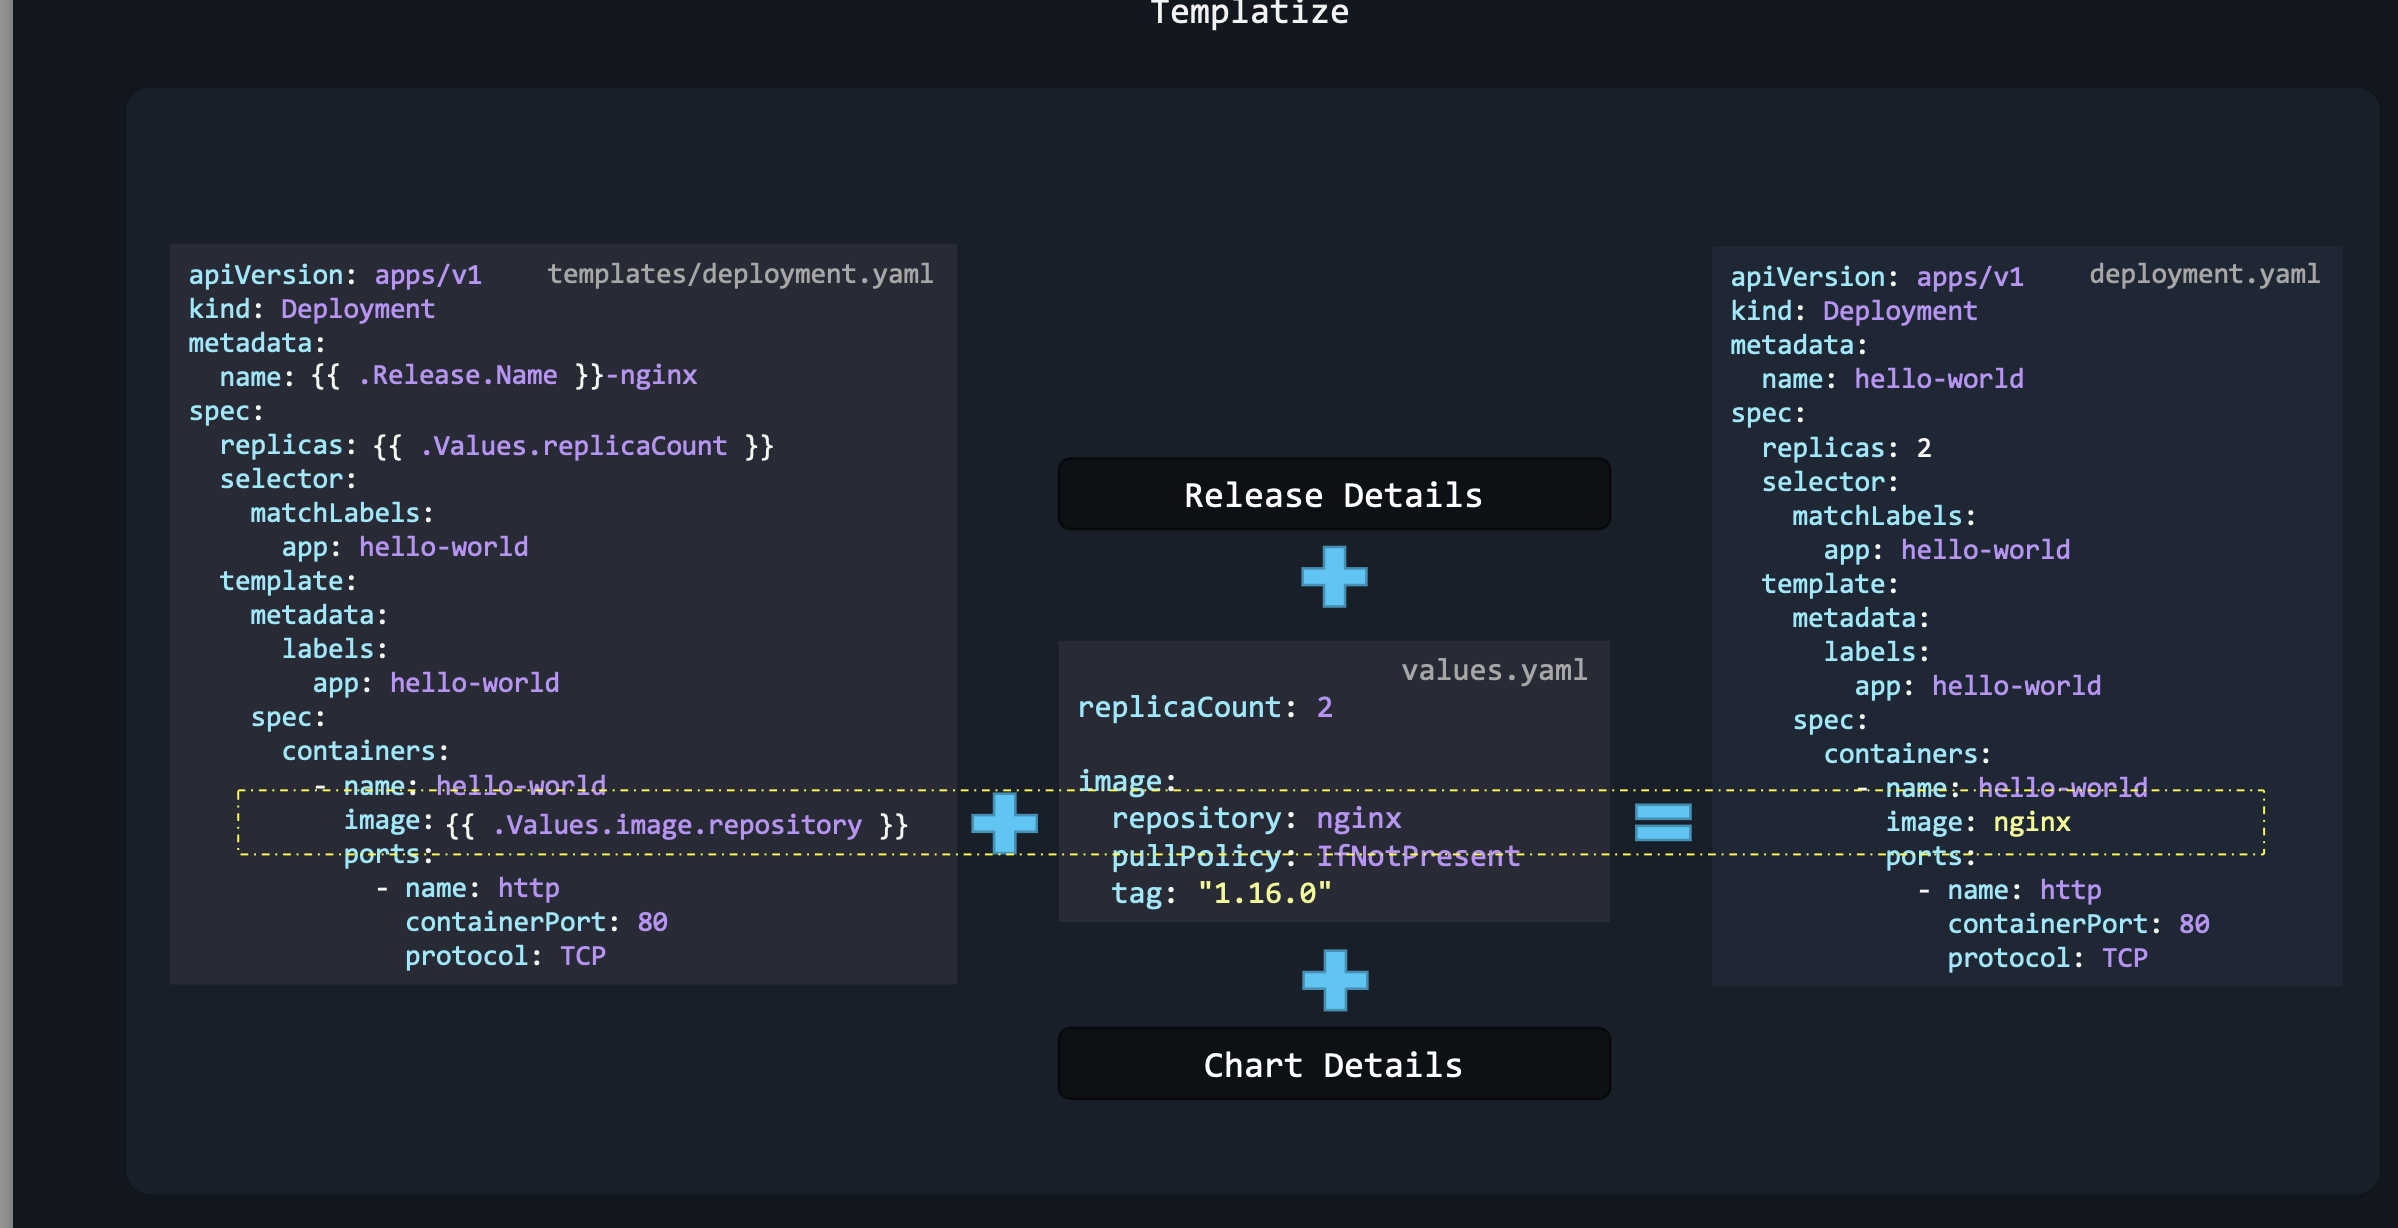 Templatize
templates/deployment.yaml
apiVersion: apps/v1
kind: Deployment
metadata:
  name: {{ .Release.Name }}-nginx
spec:
  replicas: {{ .Values.replicaCount }}
  selector:
    matchLabels:
      app: hello-world
  template:
    metadata:
      labels:
        app: hello-world
    spec:
      containers:
        - name: hello-world
          image: {{ .Values.image.repository }}
          ports:
            - name: http
              containerPort: 80
              protocol: TCP
Release Details
values.yaml
replicaCount: 2
image:
  repository: nginx
  pullPolicy: IfNotPresent
  tag: "1.16.0"
Chart Details
deployment.yaml
apiVersion: apps/v1
kind: Deployment
metadata:
  name: hello-world
spec:
  replicas: 2
  selector:
    matchLabels:
      app: hello-world
  template:
    metadata:
      labels:
        app: hello-world
    spec:
      containers:
        - name: hello-world
          image: nginx
          ports:
            - name: http
              containerPort: 80
              protocol: TCP